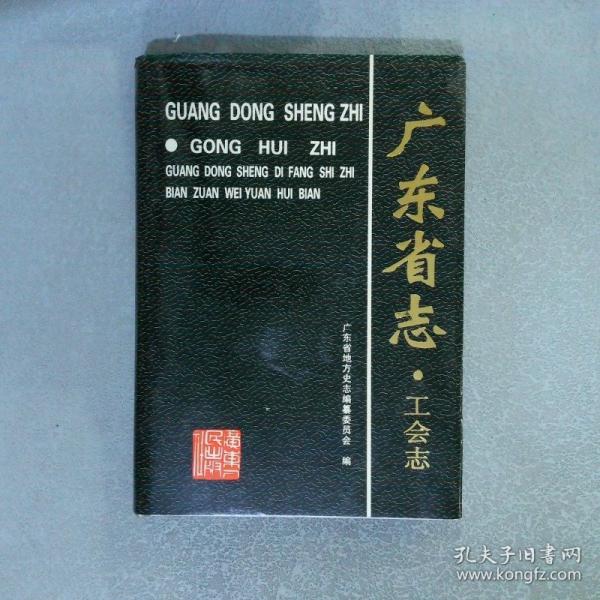 GUANG DONG SHENG ZHI
● GONG HUI ZHI
GUANG DONG SHENG DI FANG SHI ZHI
BIAN ZUAN WEI YUAN HUI BIAN
广东省志·工会志
广东省地方史志编纂委员会 编
孔夫子旧书网
www.kongfz.com